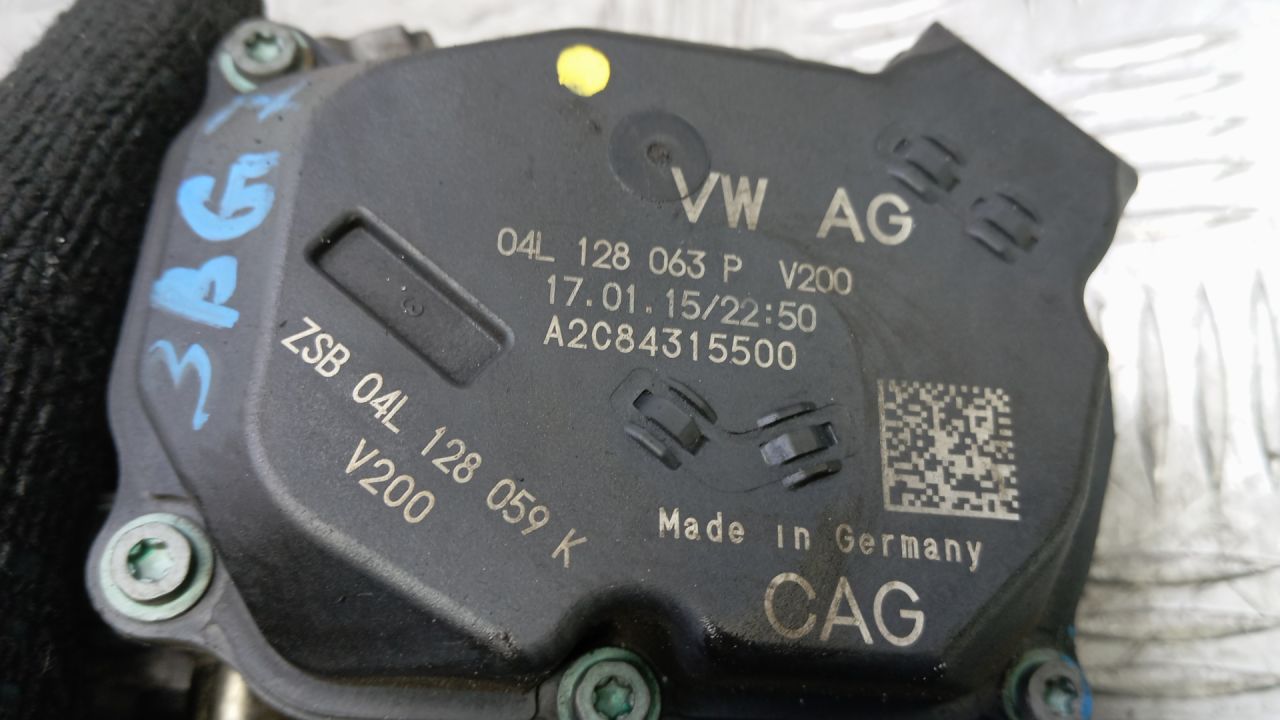 VW AG
04L 128 063 P V200
17.01.15/22:50
A2C84315500
ZSB 04L 128 059 K
V200
Made in Germany
CAG
3BG